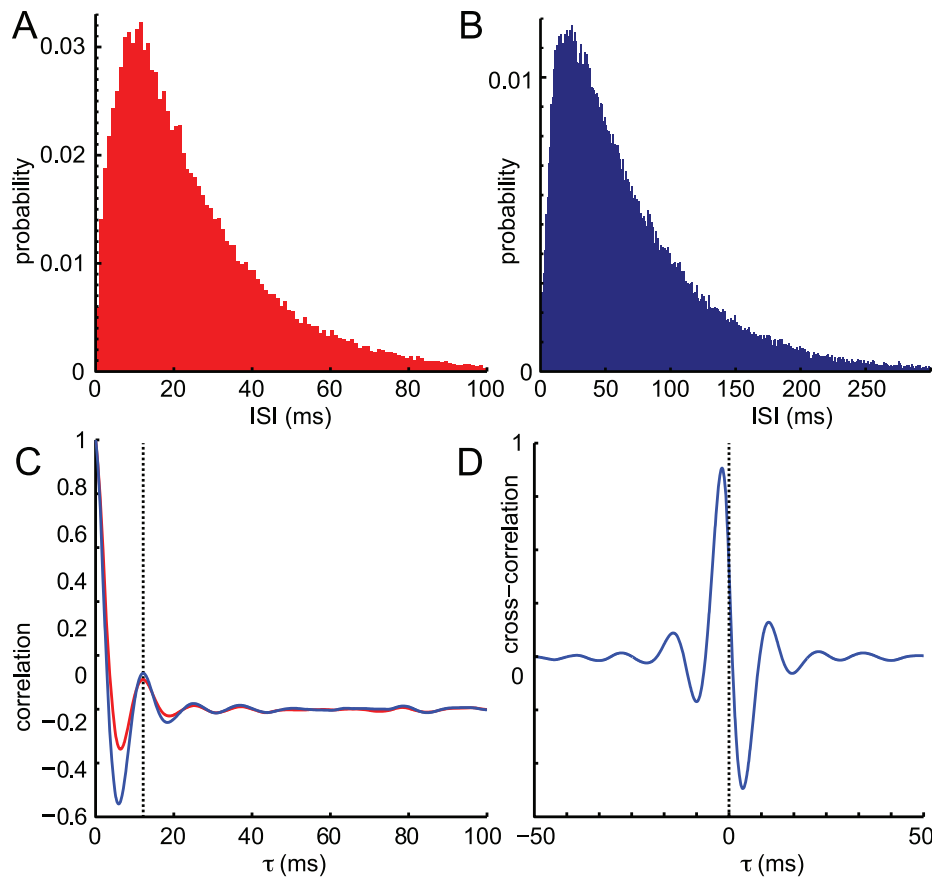 A
0.03
0.02
0.01
0
probability
0 20 40 60 80 100
ISI (ms)
B
0.01
0
probability
0 50 100 150 200 250
ISI (ms)
C
1
0.8
0.6
0.4
0.2
0
−0.2
−0.4
−0.6
correlation
0 20 40 60 80 100
τ (ms)
D
1
0
cross−correlation
−50 0 50
τ (ms)